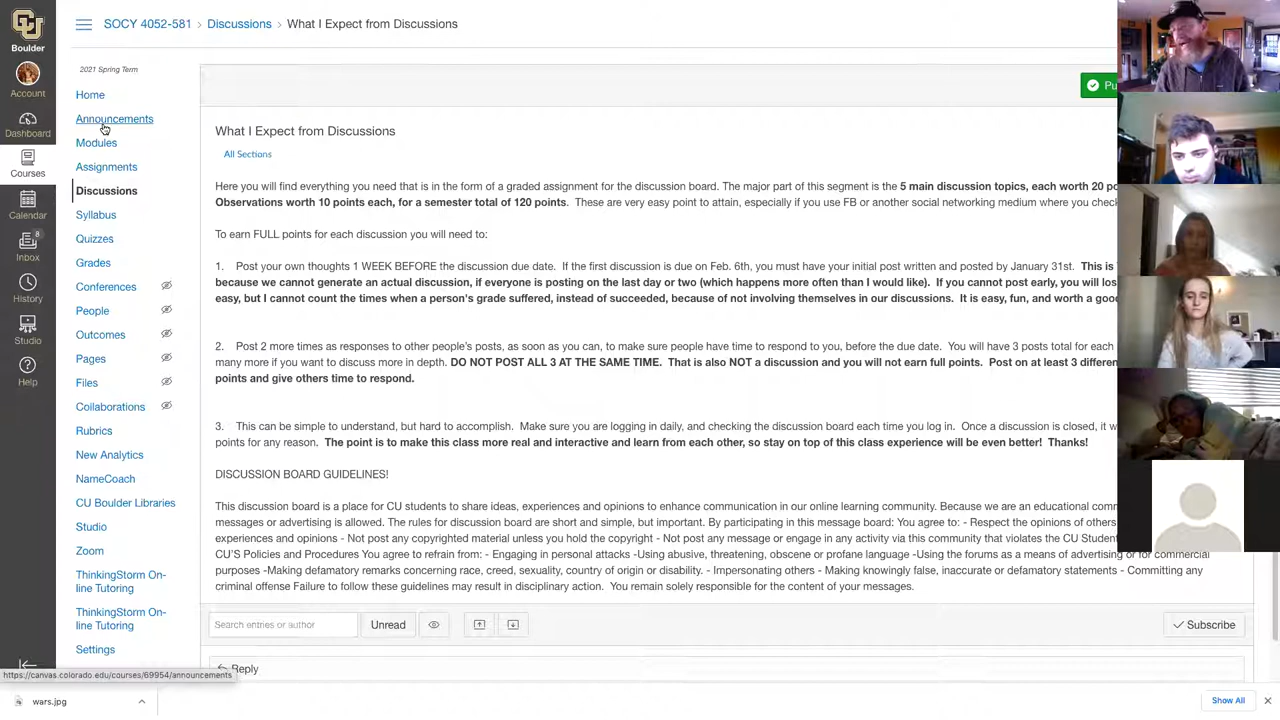 CU
Boulder
Account
Dashboard
Courses
Calendar
8
Inbox
History
Studio
Help
SOCY 4052-581 › Discussions › What I Expect from Discussions
2021 Spring Term
Home
Announcements
Modules
Assignments
Discussions
Syllabus
Quizzes
Grades
Conferences
People
Outcomes
Pages
Files
Collaborations
Rubrics
New Analytics
NameCoach
CU Boulder Libraries
Studio
Zoom
ThinkingStorm On-
line Tutoring
ThinkingStorm On-
line Tutoring
Settings
Pu
What I Expect from Discussions
All Sections
Here you will find everything you need that is in the form of a graded assignment for the discussion board. The major part of this segment is the 5 main discussion topics, each worth 20 po
Observations worth 10 points each, for a semester total of 120 points. These are very easy point to attain, especially if you use FB or another social networking medium where you chec
To earn FULL points for each discussion you will need to:
1. Post your own thoughts 1 WEEK BEFORE the discussion due date. If the first discussion is due on Feb. 6th, you must have your initial post written and posted by January 31st. This is
because we cannot generate an actual discussion, if everyone is posting on the last day or two (which happens more often than I would like). If you cannot post early, you will los
easy, but I cannot count the times when a person's grade suffered, instead of succeeded, because of not involving themselves in our discussions. It is easy, fun, and worth a goo
2. Post 2 more times as responses to other people's posts, as soon as you can, to make sure people have time to respond to you, before the due date. You will have 3 posts total for each
many more if you want to discuss more in depth. DO NOT POST ALL 3 AT THE SAME TIME. That is also NOT a discussion and you will not earn full points. Post on at least 3 differen
points and give others time to respond.
3. This can be simple to understand, but hard to accomplish. Make sure you are logging in daily, and checking the discussion board each time you log in. Once a discussion is closed, it w
points for any reason. The point is to make this class more real and interactive and learn from each other, so stay on top of this class experience will be even better! Thanks!
DISCUSSION BOARD GUIDELINES!
This discussion board is a place for CU students to share ideas, experiences and opinions to enhance communication in our online learning community. Because we are an educational comm
messages or advertising is allowed. The rules for discussion board are short and simple, but important. By participating in this message board: You agree to: - Respect the opinions of others
experiences and opinions - Not post any copyrighted material unless you hold the copyright - Not post any message or engage in any activity via this community that violates the CU Student
CU'S Policies and Procedures You agree to refrain from: - Engaging in personal attacks -Using abusive, threatening, obscene or profane language -Using the forums as a means of advertising or for commercial
purposes -Making defamatory remarks concerning race, creed, sexuality, country of origin or disability. - Impersonating others - Making knowingly false, inaccurate or defamatory statements - Committing any
criminal offense Failure to follow these guidelines may result in disciplinary action. You remain solely responsible for the content of your messages.
Search entries or author
Unread
Subscribe
Reply
https://canvas.colorado.edu/courses/69954/announcements
wars.jpg
Show All